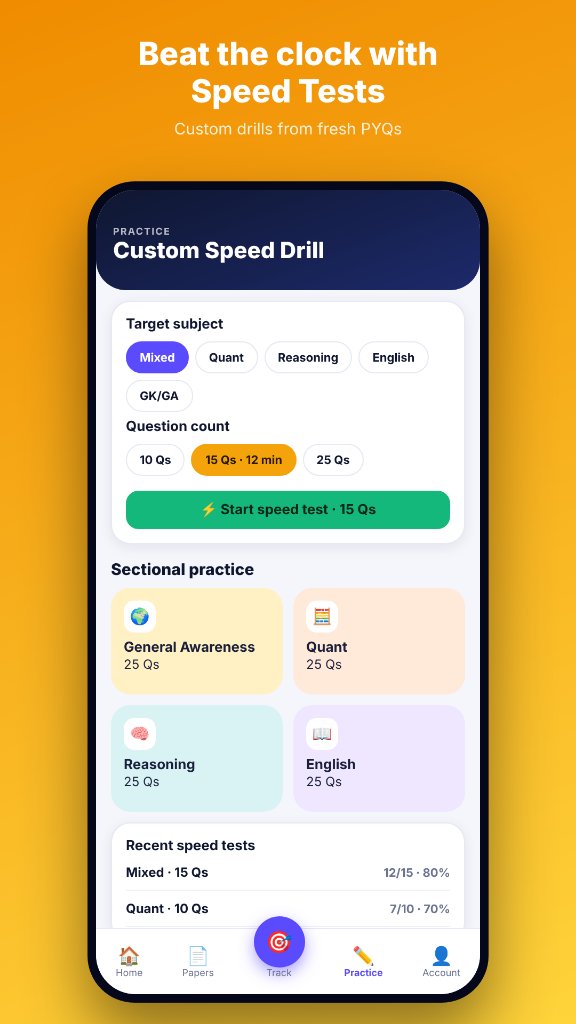 Beat the clock with
Speed Tests
Custom drills from fresh PYQs
PRACTICE
Custom Speed Drill
Target subject
Mixed
Quant
Reasoning
English
GK/GA
Question count
10 Qs
15 Qs · 12 min
25 Qs
⚡ Start speed test · 15 Qs
Sectional practice
General Awareness
25 Qs
Quant
25 Qs
Reasoning
25 Qs
English
25 Qs
Recent speed tests
Mixed · 15 Qs 12/15 · 80%
Quant · 10 Qs 7/10 · 70%
Home
Papers
Track
Practice
Account